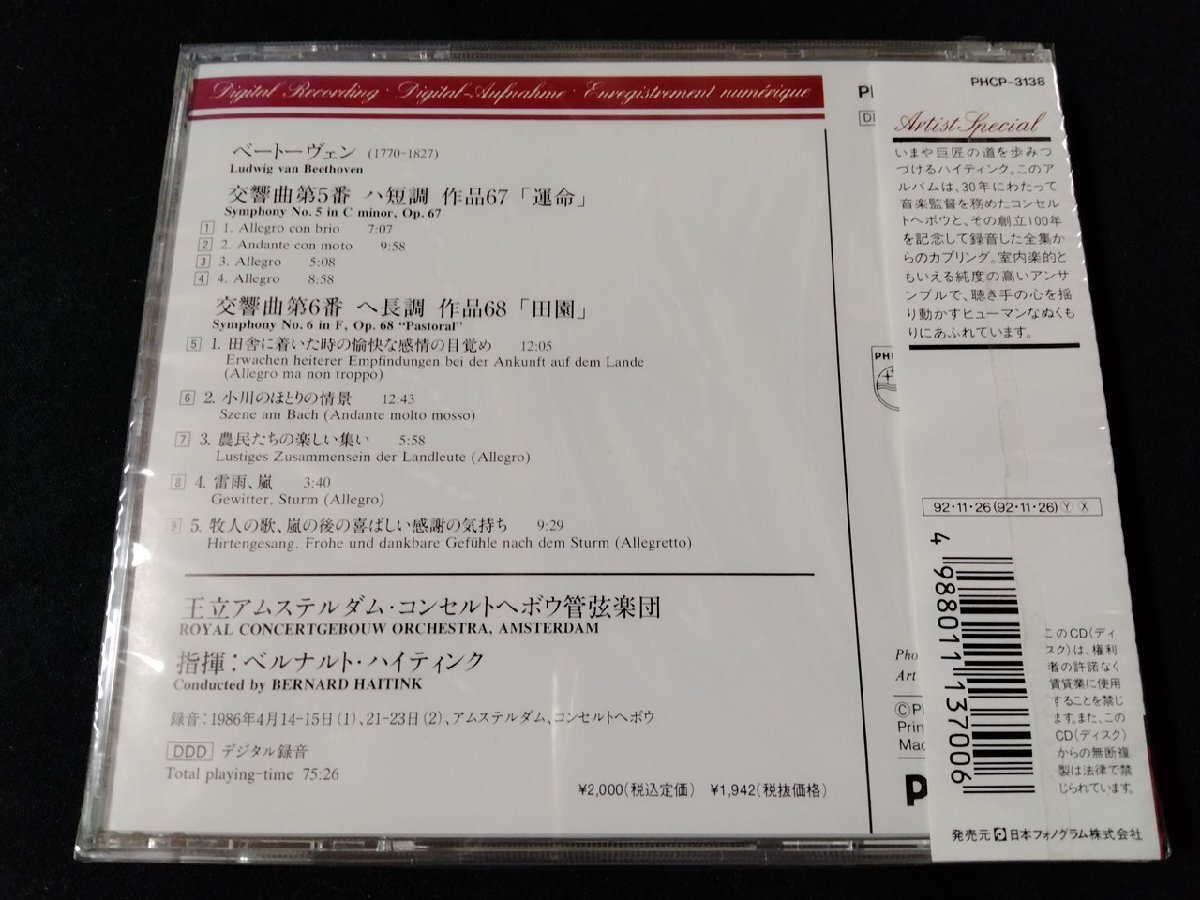 Digital Recording · Digital-Aufnahme · Enregistrement numérique
ベートーヴェン (1770-1827)
Ludwig van Beethoven
交響曲第5番 ハ短調 作品67「運命」
Symphony No. 5 in C minor, Op. 67
1 1. Allegro con brio 7:07
2 2. Andante con moto 9:58
3 3. Allegro 5:08
4 4. Allegro 8:58
交響曲第6番 ヘ長調 作品68「田園」
Symphony No. 6 in F, Op. 68 "Pastoral"
5 1. 田舎に着いた時の愉快な感情の目覚め 12:05
Erwachen heiterer Empfindungen bei der Ankunft auf dem Lande
(Allegro ma non troppo)
6 2. 小川のほとりの情景 12:43
Szene am Bach (Andante molto mosso)
7 3. 農民たちの楽しい集い 5:58
Lustiges Zusammensein der Landleute (Allegro)
8 4. 雷雨、嵐 3:40
Gewitter, Sturm (Allegro)
9 5. 牧人の歌、嵐の後の喜ばしい感謝の気持ち 9:29
Hirtengesang. Frohe und dankbare Gefühle nach dem Sturm (Allegretto)
王立アムステルダム・コンセルトヘボウ管弦楽団
ROYAL CONCERTGEBOUW ORCHESTRA, AMSTERDAM
指揮：ベルナルト・ハイティンク
Conducted by BERNARD HAITINK
録音：1986年4月14-15日(1)、21-23日(2)、アムステルダム、コンセルトヘボウ
DDD デジタル録音
Total playing-time 75:26
¥2,000(税込定価) ¥1,942(税抜価格)
PHCP-3138
Artist Special
いまや巨匠の道を歩みつ
づけるハイティンク。このア
ルバムは、30年にわたって
音楽監督を務めたコンセル
トヘボウと、その創立100年
を記念して録音した全集か
らのカプリング。室内楽的と
もいえる純度の高いアンサ
ンブルで、聴き手の心を揺
り動かすヒューマンなぬくも
りにあふれています。
92・11・26(92・11・26)Ⓨ Ⓧ
4 988011 137006
このCD(ディ
スク)は、権利
者の許諾なく
賃貸業に使用
することを禁じ
ます。また、この
CD(ディスク)
からの無断複
製は法律で禁
じられています。
発売元 日本フォノグラム株式会社